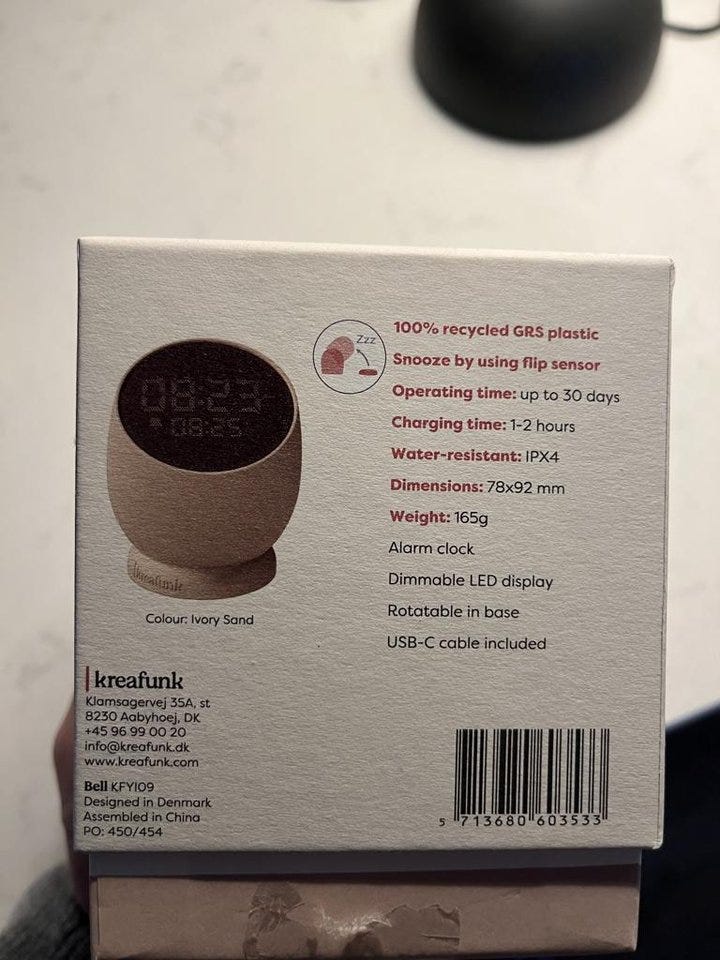 Zzz
100% recycled GRS plastic
Snooze by using flip sensor
Operating time: up to 30 days
Charging time: 1-2 hours
Water-resistant: IPX4
Dimensions: 78x92 mm
Weight: 165g
Alarm clock
Dimmable LED display
Rotatable in base
USB-C cable included
08:23
08:25
kreafunk
Colour: Ivory Sand
kreafunk
Klamsagervej 35A, st
8230 Aabyhoej, DK
+45 96 99 00 20
info@kreafunk.dk
www.kreafunk.com
Bell KFYI09
Designed in Denmark
Assembled in China
PO: 450/454
5 713680 603533